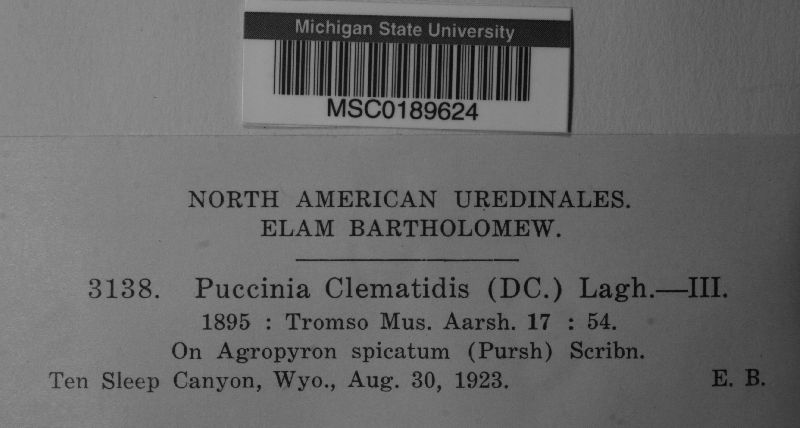 Michigan State University
MSC0189624
NORTH AMERICAN UREDINALES.
ELAM BARTHOLOMEW.
3138. Puccinia Clematidis (DC.) Lagh.—III.
1895 : Tromso Mus. Aarsh. 17 : 54.
On Agropyron spicatum (Pursh) Scribn.
Ten Sleep Canyon, Wyo., Aug. 30, 1923. E. B.